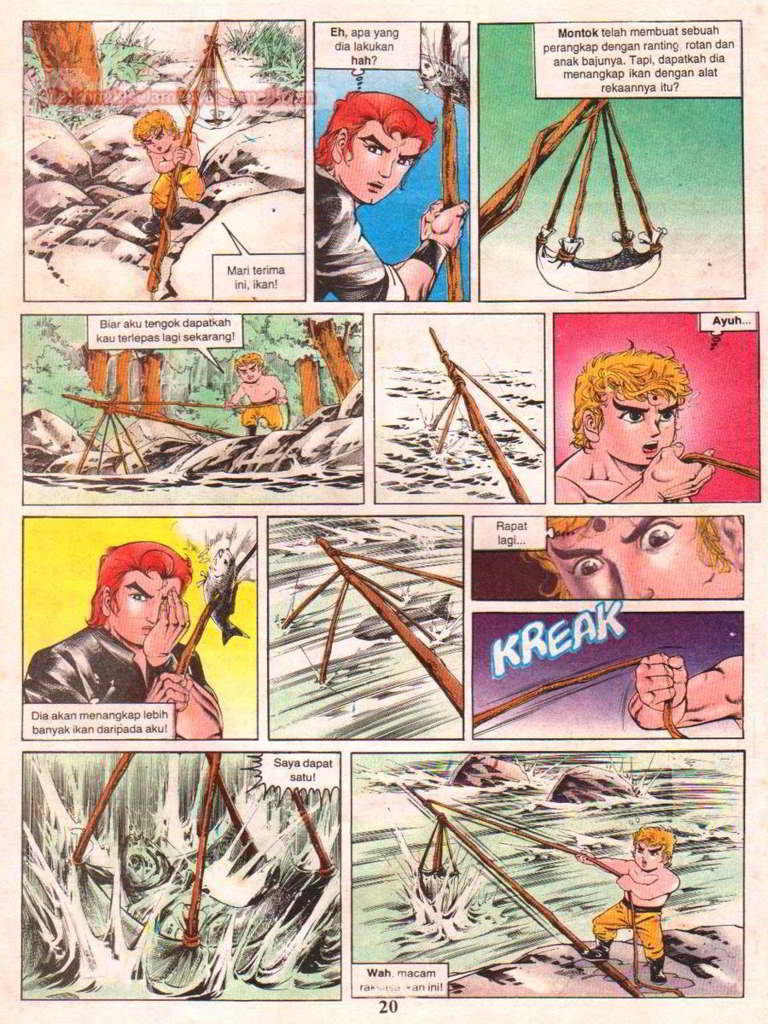 Mari terima
ini, ikan!
Eh, apa yang
dia lakukan
hah?
Montok telah membuat sebuah
perangkap dengan ranting, rotan dan
anak bajunya. Tapi, dapatkah dia
menangkap ikan dengan alat
rekaannya itu?
Biar aku tengok dapatkah
kau terlepas lagi sekarang!
Ayuh...
Dia akan menangkap lebih
banyak ikan daripada aku!
Rapat
lagi...
KREAK
Saya dapat
satu!
Wah, macam
ikan ini!
20